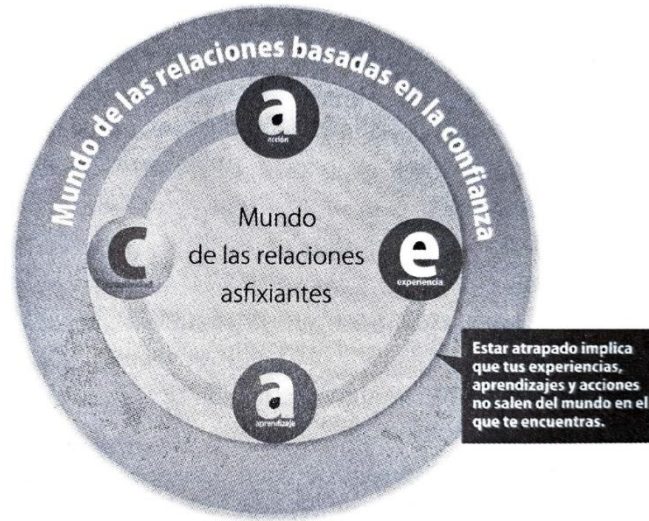 Mundo de las relaciones basadas en la confianza
a
acción
Mundo
de las relaciones
asfixiantes
c
e
experiencia
a
aprendizaje
Estar atrapado implica
que tus experiencias,
aprendizajes y acciones
no salen del mundo en el
que te encuentras.